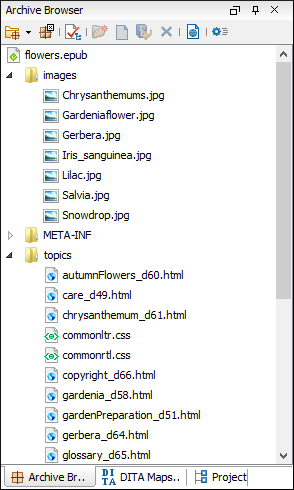 Archive Browser
flowers.epub
images
Chrysanthemums.jpg
Gardeniaflower.jpg
Gerbera.jpg
Iris_sanguinea.jpg
Lilac.jpg
Salvia.jpg
Snowdrop.jpg
META-INF
topics
autumnFlowers_d60.html
care_d49.html
chrysanthemum_d61.html
commonltr.css
commonrtl.css
copyright_d66.html
gardenia_d58.html
gardenPreparation_d51.html
gerbera_d64.html
glossary_d65.html
Archive Br.. DITA DITA Maps.. Project